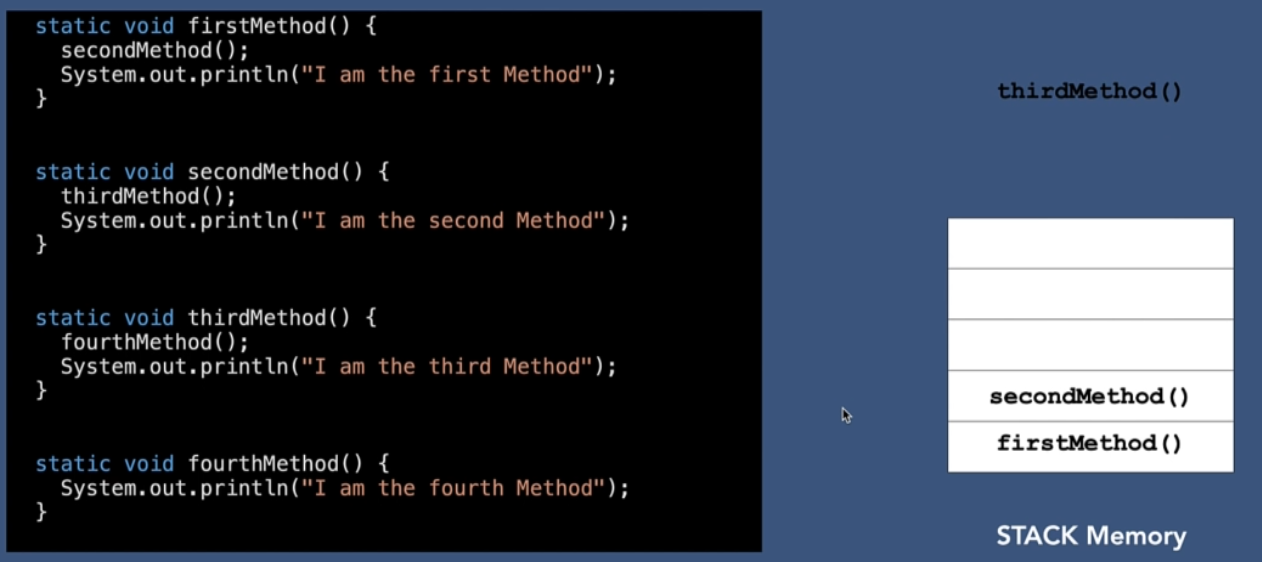 static void firstMethod() {
secondMethod();
System.out.println("I am the first Method");
}
static void secondMethod() {
thirdMethod();
System.out.println("I am the second Method");
}
static void thirdMethod() {
fourthMethod();
System.out.println("I am the third Method");
}
static void fourthMethod() {
System.out.println("I am the fourth Method");
}
thirdMethod()
secondMethod()
firstMethod()
STACK Memory